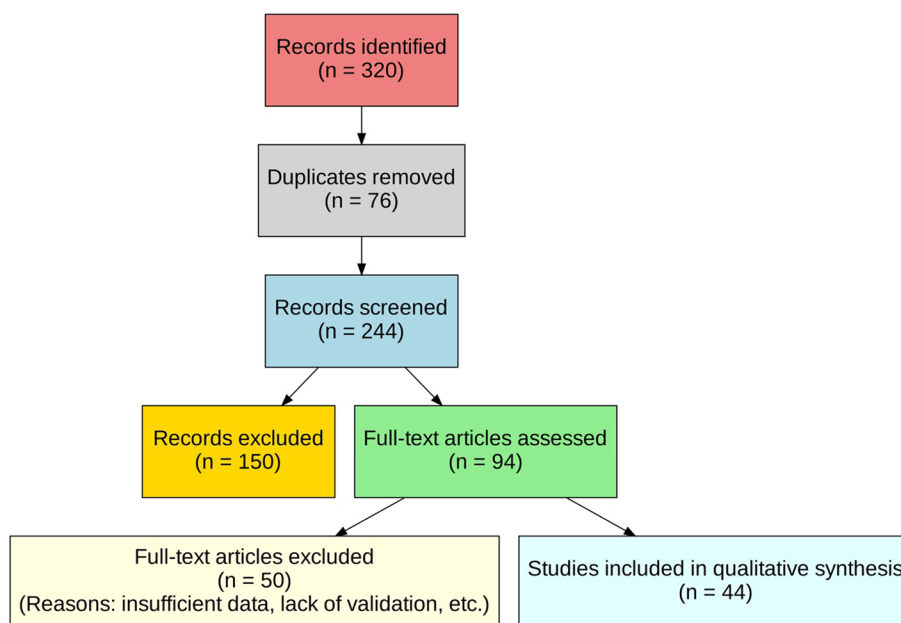 Records identified
(n = 320)
Duplicates removed
(n = 76)
Records screened
(n = 244)
Records excluded
(n = 150)
Full-text articles assessed
(n = 94)
Full-text articles excluded
(n = 50)
(Reasons: insufficient data, lack of validation, etc.)
Studies included in qualitative synthesis
(n = 44)